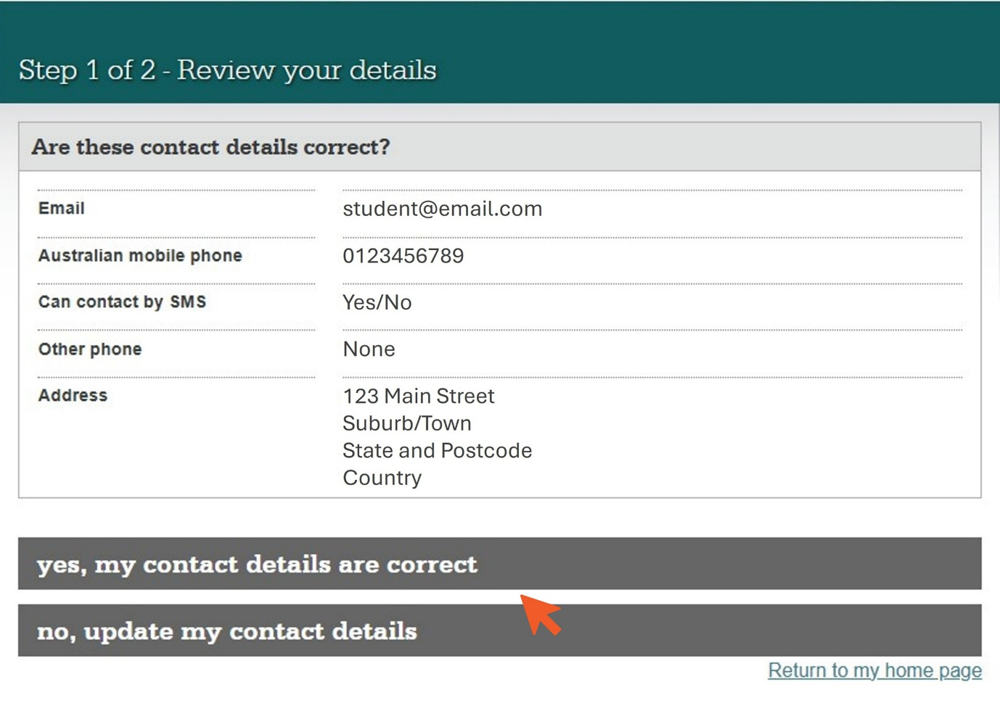 Step 1 of 2 - Review your details
Are these contact details correct?
Email student@email.com
Australian mobile phone 0123456789
Can contact by SMS Yes/No
Other phone None
Address 123 Main Street
Suburb/Town
State and Postcode
Country
yes, my contact details are correct
no, update my contact details
Return to my home page